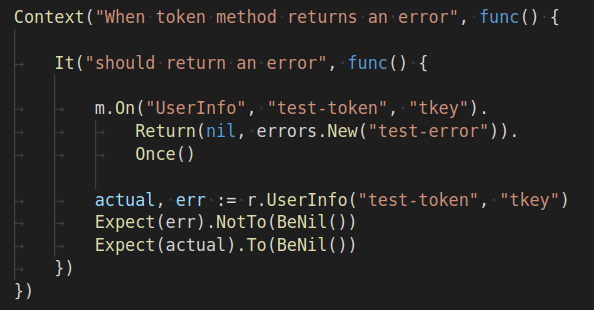 Context("When token method returns an error", func() {
It("should return an error", func() {
m.On("UserInfo", "test-token", "tkey").
Return(nil, errors.New("test-error")).
Once()
actual, err := r.UserInfo("test-token", "tkey")
Expect(err).NotTo(BeNil())
Expect(actual).To(BeNil())
})
})